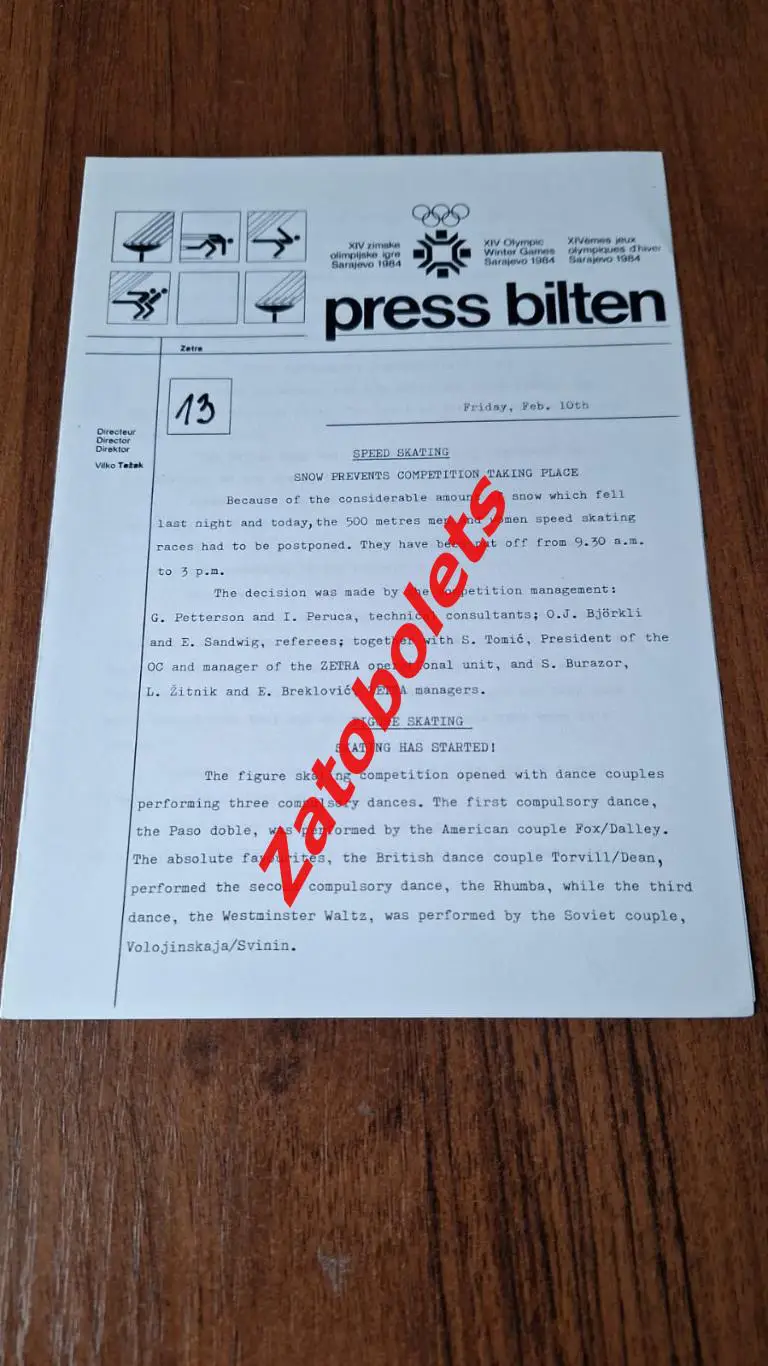 XIV zimske
olimpijske igre
Sarajevo 1984
XIV Olympic
Winter Games
Sarajevo 1984
XIVèmes jeux
olympiques d'hiver
Sarajevo 1984
press bilten
Zetra
13
Friday, Feb. 10th
Directeur
Director
Direktor
Vilko Težak
SPEED SKATING
SNOW PREVENTS COMPETITION TAKING PLACE
Because of the considerable amount of snow which fell
last night and today, the 500 metres men and women speed skating
races had to be postponed. They have been put off from 9.30 a.m.
to 3 p.m.
The decision was made by the competition management:
G. Petterson and I. Peruca, technical consultants; O.J. Björkli
and E. Sandwig, referees; together with S. Tomić, President of the
OC and manager of the ZETRA operational unit, and S. Burazor,
L. Žitnik and E. Breklović, ZETRA managers.
FIGURE SKATING
SKATING HAS STARTED!
The figure skating competition opened with dance couples
performing three compulsory dances. The first compulsory dance,
the Paso doble, was performed by the American couple Fox/Dalley.
The absolute favourites, the British dance couple Torvill/Dean,
performed the second compulsory dance, the Rhumba, while the third
dance, the Westminster Waltz, was performed by the Soviet couple,
Volojinskaja/Svinin.
Zatobolets